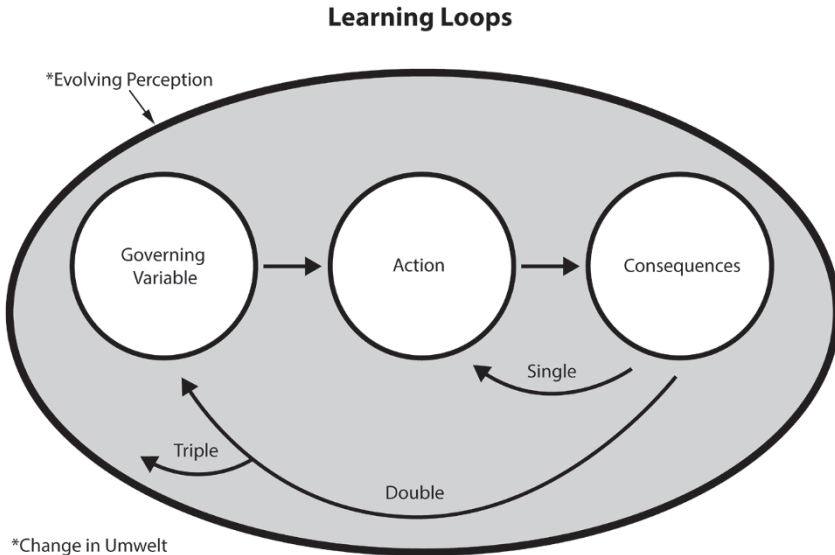 Learning Loops
*Evolving Perception
Governing
Variable
Action
Consequences
Single
Triple
Double
*Change in Umwelt